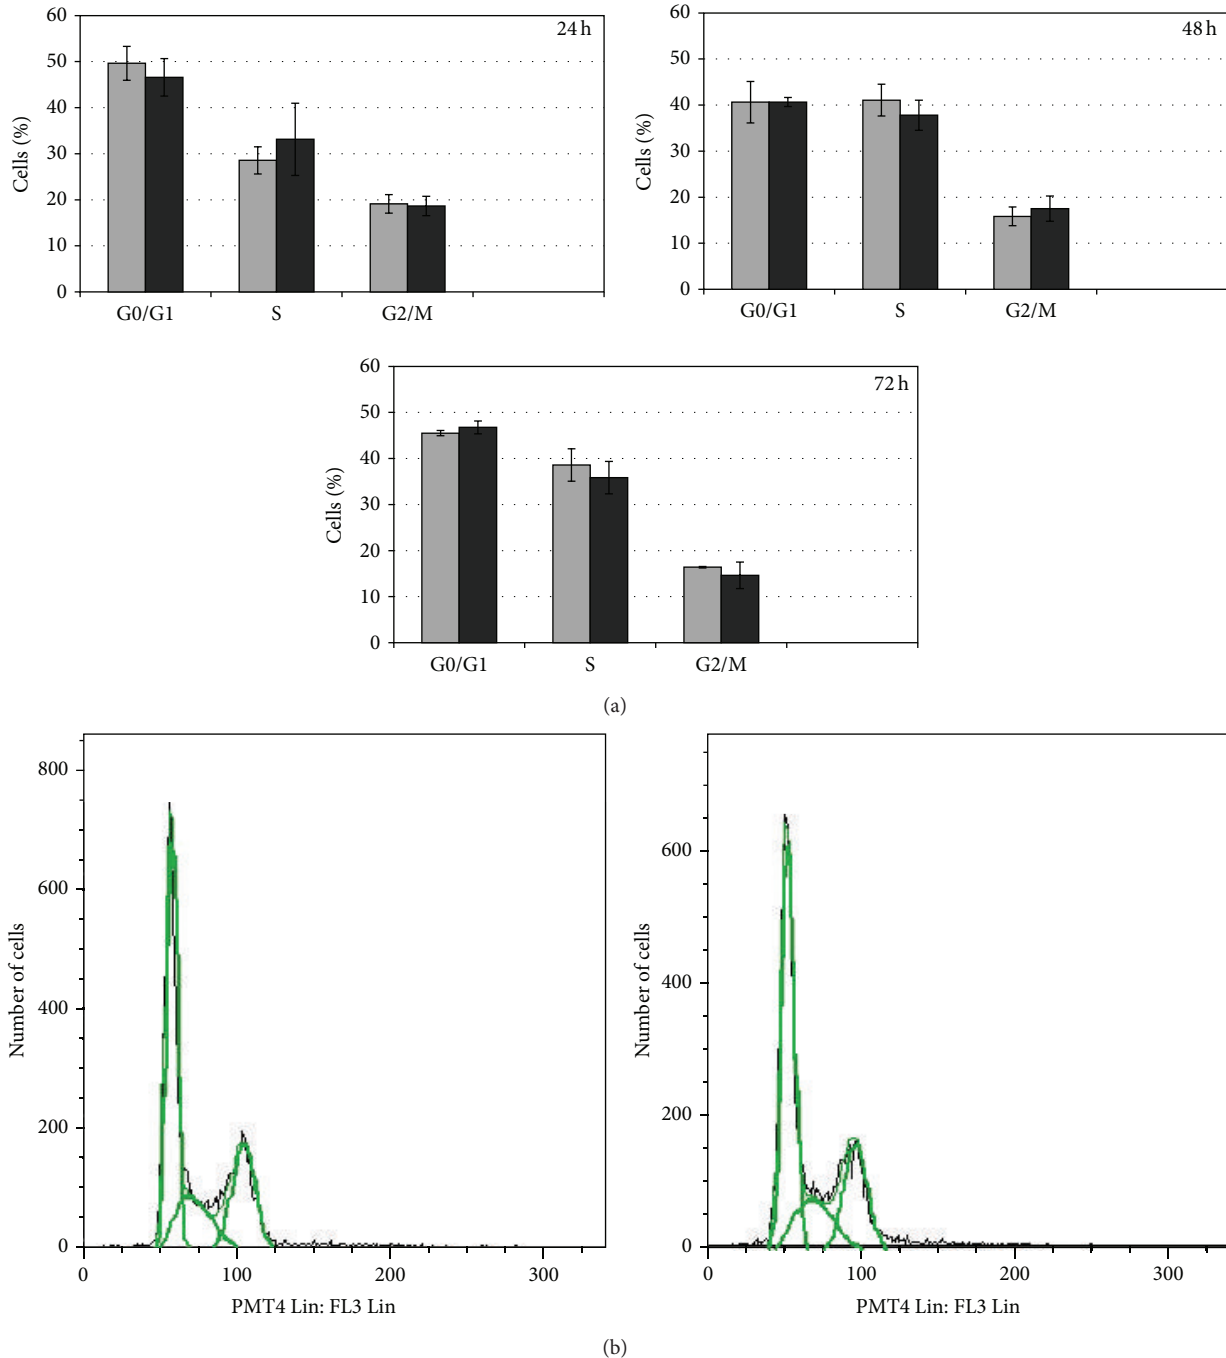 60
50
40
30
20
10
0
Cells (%)
24 h
G0/G1 S G2/M
60
50
40
30
20
10
0
Cells (%)
48 h
G0/G1 S G2/M
60
50
40
30
20
10
0
Cells (%)
72 h
G0/G1 S G2/M
(a)
800
600
400
200
0
Number of cells
0 100 200 300
PMT4 Lin: FL3 Lin
600
400
200
0
Number of cells
0 100 200 300
PMT4 Lin: FL3 Lin
(b)